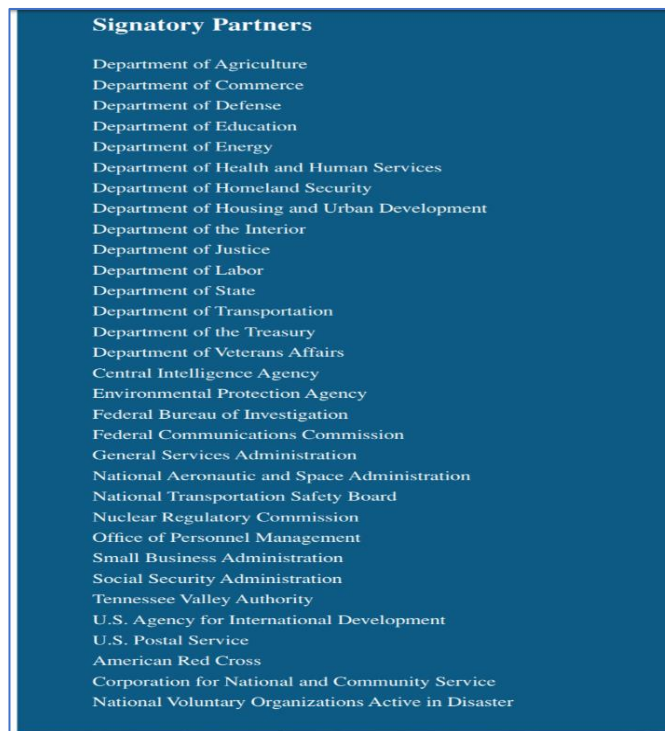 Signatory Partners
Department of Agriculture
Department of Commerce
Department of Defense
Department of Education
Department of Energy
Department of Health and Human Services
Department of Homeland Security
Department of Housing and Urban Development
Department of the Interior
Department of Justice
Department of Labor
Department of State
Department of Transportation
Department of the Treasury
Department of Veterans Affairs
Central Intelligence Agency
Environmental Protection Agency
Federal Bureau of Investigation
Federal Communications Commission
General Services Administration
National Aeronautic and Space Administration
National Transportation Safety Board
Nuclear Regulatory Commission
Office of Personnel Management
Small Business Administration
Social Security Administration
Tennessee Valley Authority
U.S. Agency for International Development
U.S. Postal Service
American Red Cross
Corporation for National and Community Service
National Voluntary Organizations Active in Disaster